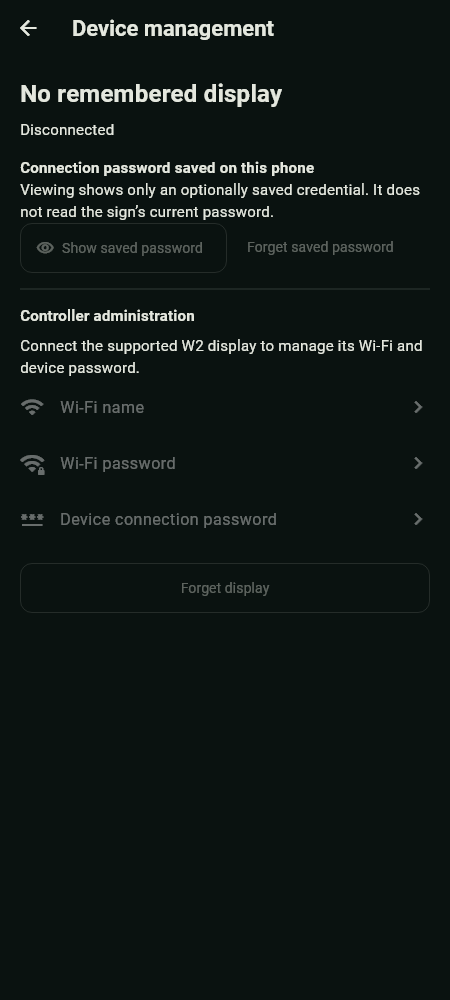 Device management
No remembered display
Disconnected
Connection password saved on this phone
Viewing shows only an optionally saved credential. It does
not read the sign’s current password.
Show saved password
Forget saved password
Controller administration
Connect the supported W2 display to manage its Wi-Fi and
device password.
Wi-Fi name
Wi-Fi password
Device connection password
Forget display